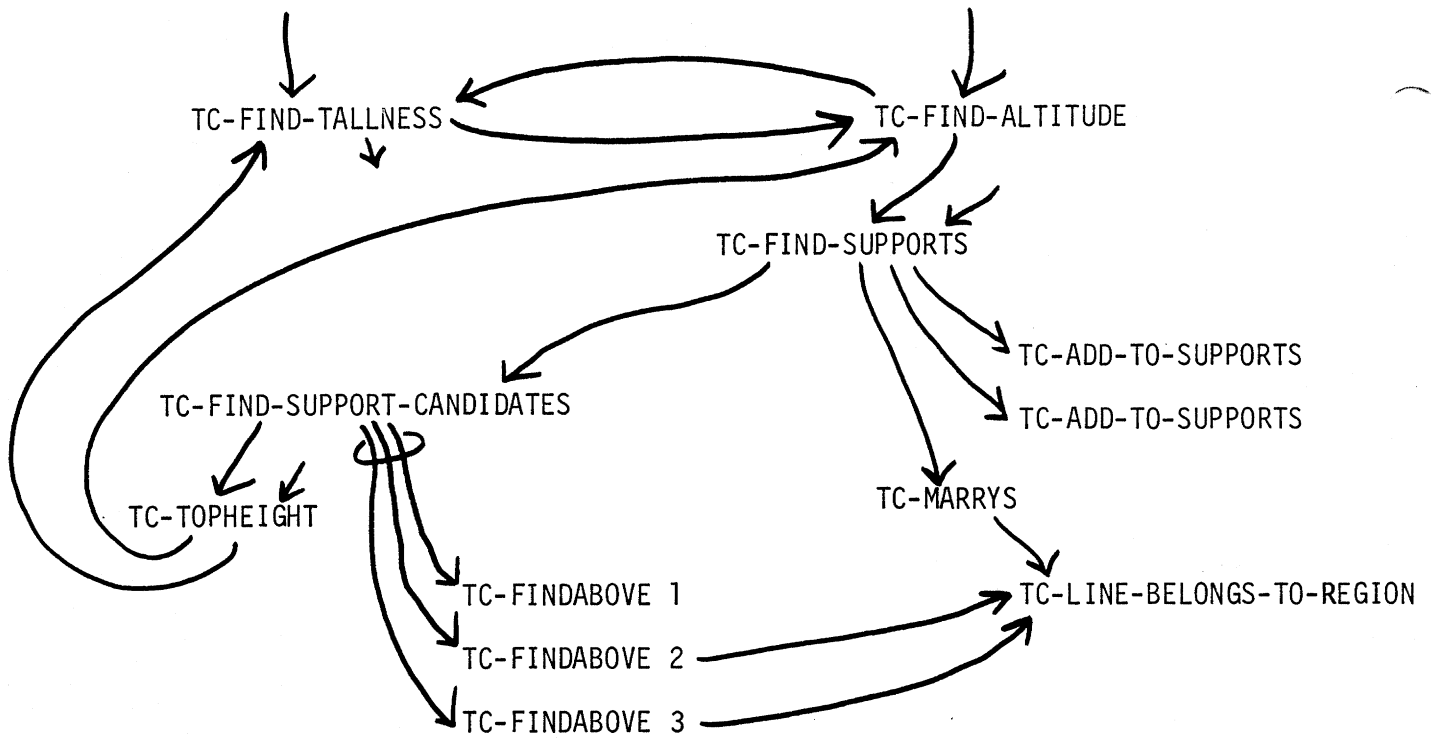 TC-FIND-TALLNESS
TC-FIND-ALTITUDE
TC-FIND-SUPPORTS
TC-ADD-TO-SUPPORTS
TC-FIND-SUPPORT-CANDIDATES
TC-ADD-TO-SUPPORTS
TC-MARRYS
TC-TOPHEIGHT
TC-FINDABOVE 1
TC-LINE-BELONGS-TO-REGION
TC-FINDABOVE 2
TC-FINDABOVE 3